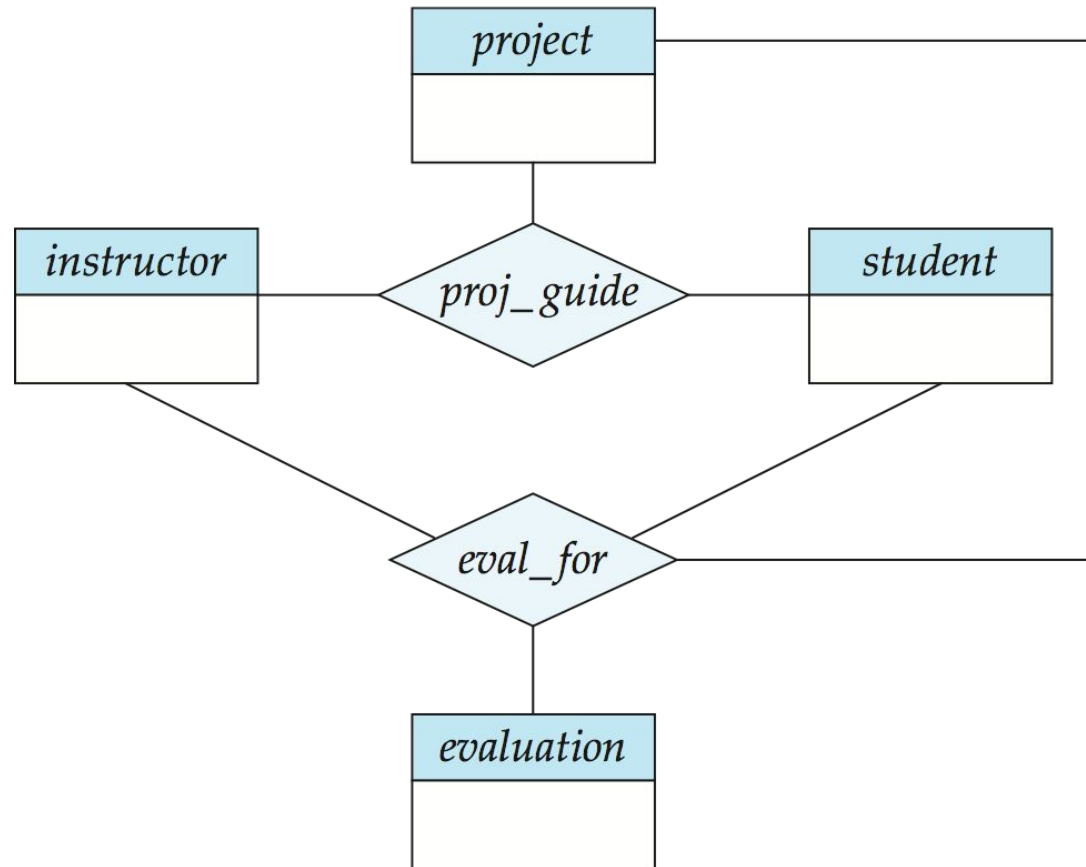 project
instructor
student
proj_guide
eval_for
evaluation